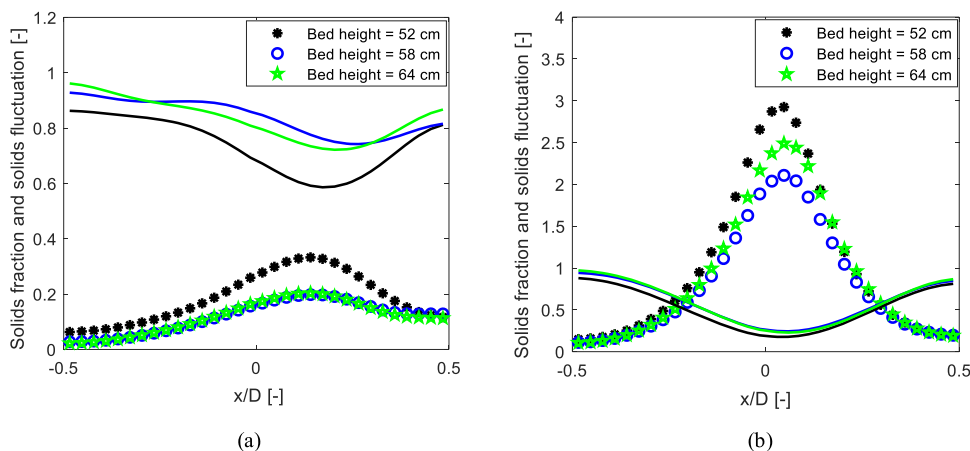 Solids fraction and solids fluctuation [-]
1.2
1
0.8
0.6
0.4
0.2
0
-0.5
0
0.5
x/D [-]
Bed height = 52 cm
Bed height = 58 cm
Bed height = 64 cm
(a)
Solids fraction and solids fluctuation [-]
4
3.5
3
2.5
2
1.5
1
0.5
0
-0.5
0
0.5
x/D [-]
Bed height = 52 cm
Bed height = 58 cm
Bed height = 64 cm
(b)